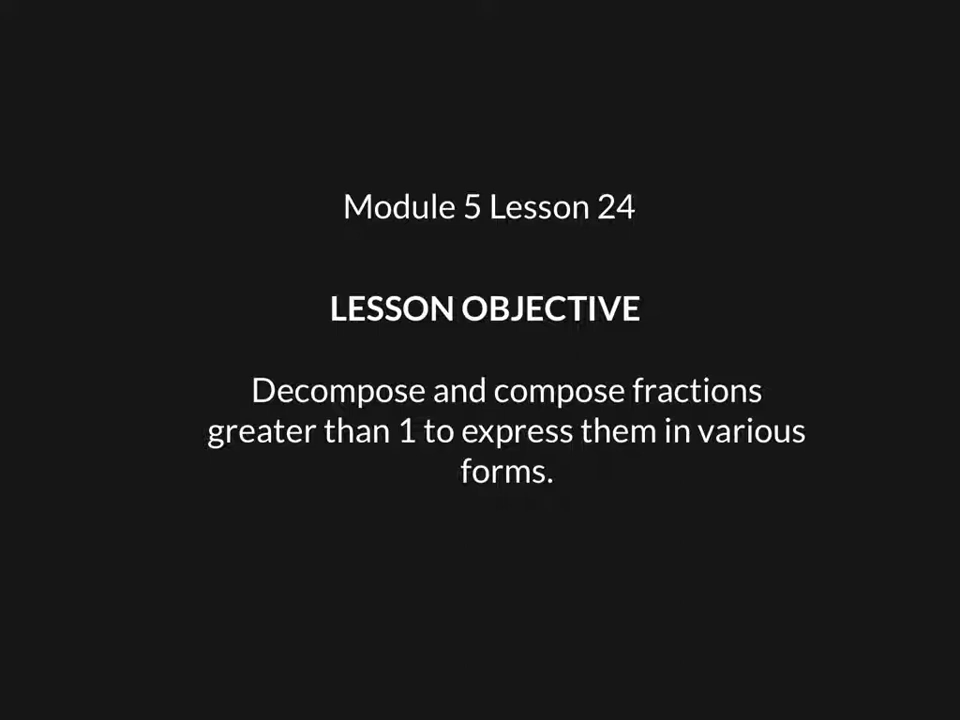 Module 5 Lesson 24
LESSON OBJECTIVE
Decompose and compose fractions
greater than 1 to express them in various
forms.